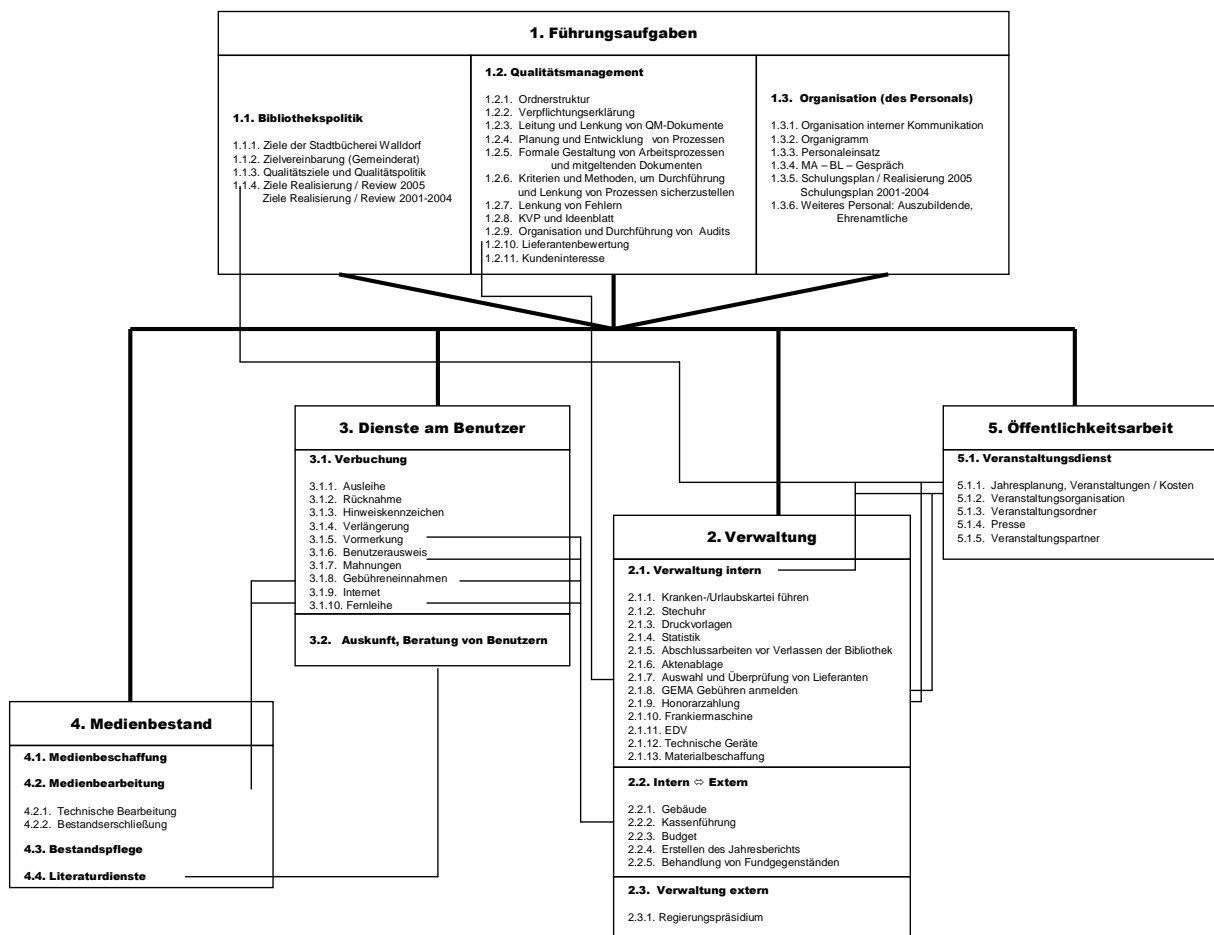 1. Führungsaufgaben
1.1. Bibliothekspolitik
1.1.1. Ziele der Stadtbücherei Walldorf
1.1.2. Zielvereinbarung (Gemeinderat)
1.1.3. Qualitätsziele und Qualitätspolitik
1.1.4. Ziele Realisierung / Review 2005
Ziele Realisierung / Review 2001-2004
1.2. Qualitätsmanagement
1.2.1. Ordnerstruktur
1.2.2. Verpflichtungserklärung
1.2.3. Leitung und Lenkung von QM-Dokumente
1.2.4. Planung und Entwicklung von Prozessen
1.2.5. Formale Gestaltung von Arbeitsprozessen
und mitgeltenden Dokumenten
1.2.6. Kriterien und Methoden, um Durchführung
und Lenkung von Prozessen sicherzustellen
1.2.7. Lenkung von Fehlern
1.2.8. KVP und Ideenblatt
1.2.9. Organisation und Durchführung von Audits
1.2.10. Lieferantenbewertung
1.2.11. Kundeninteresse
1.3. Organisation (des Personals)
1.3.1. Organisation interner Kommunikation
1.3.2. Organigramm
1.3.3. Personaleinsatz
1.3.4. MA – BL – Gespräch
1.3.5. Schulungsplan / Realisierung 2005
Schulungsplan 2001-2004
1.3.6. Weiteres Personal: Auszubildende,
Ehrenamtliche
3. Dienste am Benutzer
3.1. Verbuchung
3.1.1. Ausleihe
3.1.2. Rücknahme
3.1.3. Hinweiskennzeichen
3.1.4. Verlängerung
3.1.5. Vormerkung
3.1.6. Benutzerausweis
3.1.7. Mahnungen
3.1.8. Gebühreneinnahmen
3.1.9. Internet
3.1.10. Fernleihe
3.2. Auskunft, Beratung von Benutzern
5. Öffentlichkeitsarbeit
5.1. Veranstaltungsdienst
5.1.1. Jahresplanung, Veranstaltungen / Kosten
5.1.2. Veranstaltungsorganisation
5.1.3. Veranstaltungsordner
5.1.4. Presse
5.1.5. Veranstaltungspartner
2. Verwaltung
2.1. Verwaltung intern
2.1.1. Kranken-/Urlaubskartei führen
2.1.2. Stechuhr
2.1.3. Druckvorlagen
2.1.4. Statistik
2.1.5. Abschlussarbeiten vor Verlassen der Bibliothek
2.1.6. Aktenablage
2.1.7. Auswahl und Überprüfung von Lieferanten
2.1.8. GEMA Gebühren anmelden
2.1.9. Honorarzahlung
2.1.10. Frankiermaschine
2.1.11. EDV
2.1.12. Technische Geräte
2.1.13. Materialbeschaffung
2.2. Intern ⇔ Extern
2.2.1. Gebäude
2.2.2. Kassenführung
2.2.3. Budget
2.2.4. Erstellen des Jahresberichts
2.2.5. Behandlung von Fundgegenständen
2.3. Verwaltung extern
2.3.1. Regierungspräsidium
4. Medienbestand
4.1. Medienbeschaffung
4.2. Medienbearbeitung
4.2.1. Technische Bearbeitung
4.2.2. Bestandserschließung
4.3. Bestandspflege
4.4. Literaturdienste